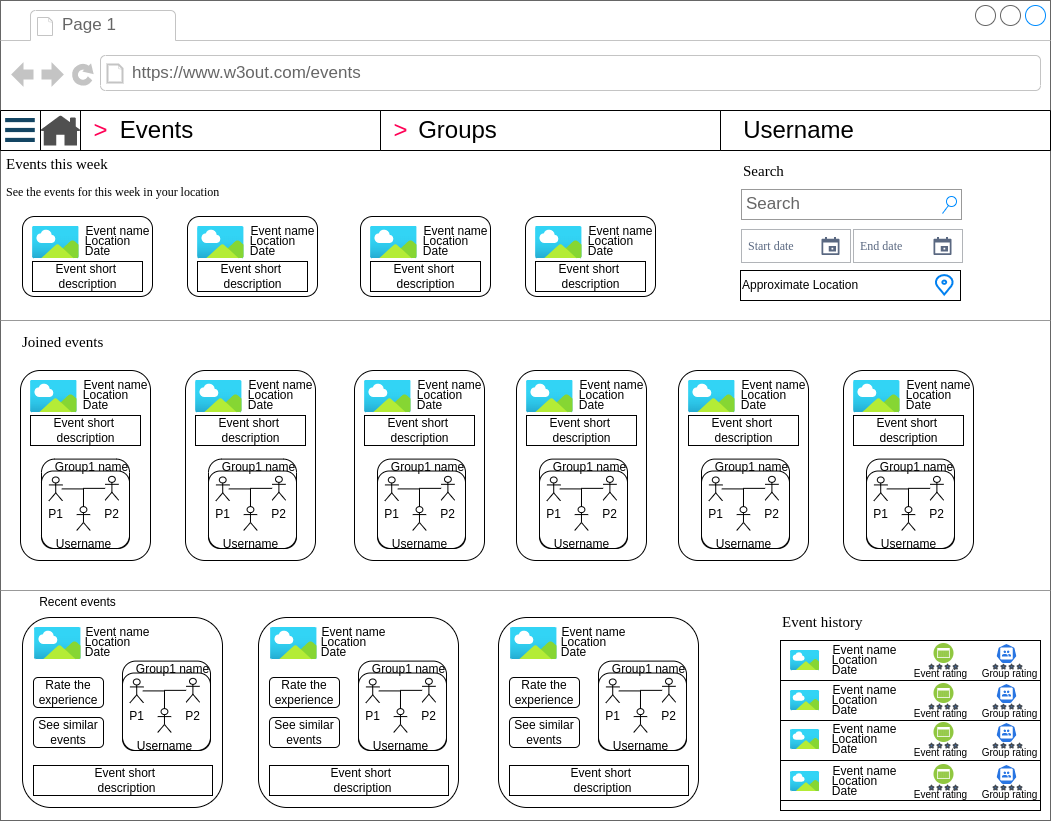 Page 1
https://www.w3out.com/events
> Events
> Groups
Username
Events this week
See the events for this week in your location
Event name
Location
Date
Event short
description
Event name
Location
Date
Event short
description
Event name
Location
Date
Event short
description
Event name
Location
Date
Event short
description
Search
Search
Start date
End date
Approximate Location
Joined events
Event name
Location
Date
Event short
description
Group1 name
P1 P2
Username
Event name
Location
Date
Event short
description
Group1 name
P1 P2
Username
Event name
Location
Date
Event short
description
Group1 name
P1 P2
Username
Event name
Location
Date
Event short
description
Group1 name
P1 P2
Username
Event name
Location
Date
Event short
description
Group1 name
P1 P2
Username
Event name
Location
Date
Event short
description
Group1 name
P1 P2
Username
Recent events
Event name
Location
Date
Group1 name
P1 P2
Username
Rate the
experience
See similar
events
Event short
description
Event name
Location
Date
Group1 name
P1 P2
Username
Rate the
experience
See similar
events
Event short
description
Event name
Location
Date
Group1 name
P1 P2
Username
Rate the
experience
See similar
events
Event short
description
Event history
Event name
Location
Date
Event rating
Group rating
Event name
Location
Date
Event rating
Group rating
Event name
Location
Date
Event rating
Group rating
Event name
Location
Date
Event rating
Group rating